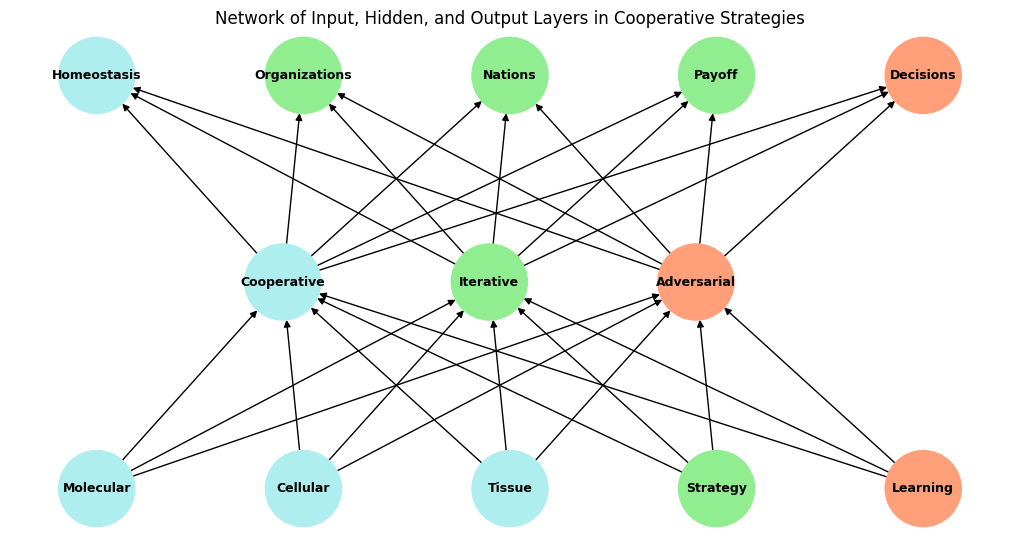 Network of Input, Hidden, and Output Layers in Cooperative Strategies
Homeostasis
Organizations
Nations
Payoff
Decisions
Cooperative
Iterative
Adversarial
Molecular
Cellular
Tissue
Strategy
Learning